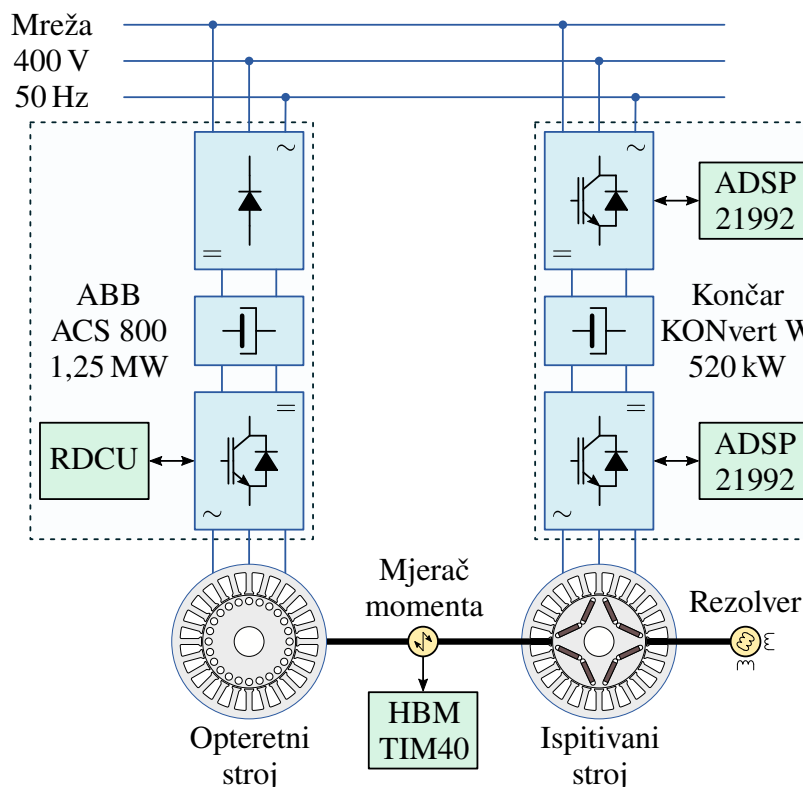 Mreža
400 V
50 Hz
~
=
ABB
ACS 800
1,25 MW
RDCU
=
~
~
=
ADSP
21992
Končar
KONvert W
520 kW
=
~
ADSP
21992
Mjerač
momenta
Rezolver
HBM
TIM40
Opteretni
stroj
Ispitivani
stroj